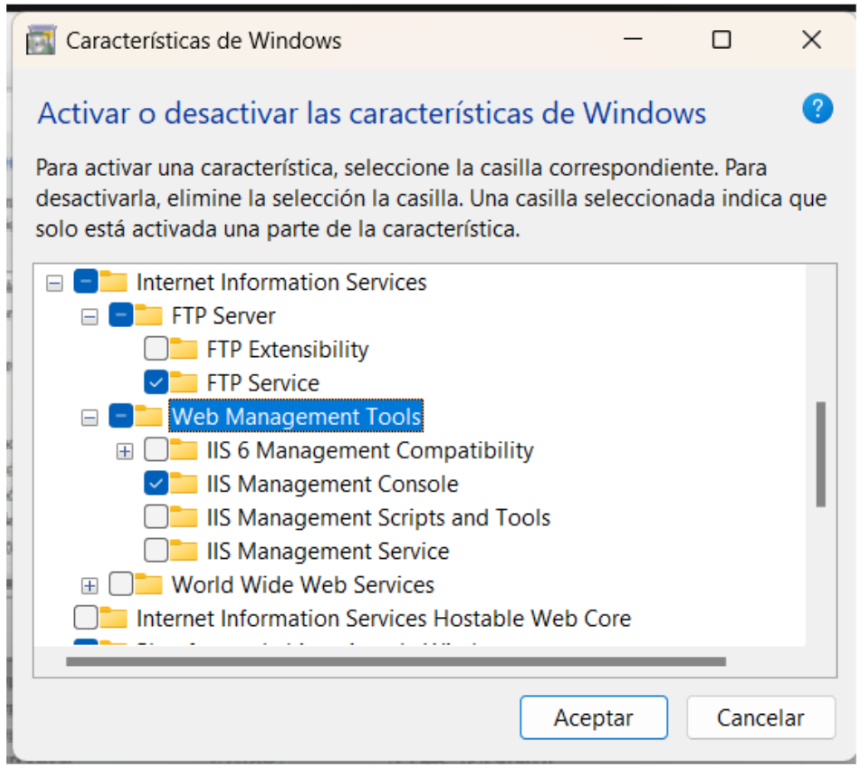 Características de Windows
Activar o desactivar las características de Windows
Para activar una característica, seleccione la casilla correspondiente. Para
desactivarla, elimine la selección la casilla. Una casilla seleccionada indica que
solo está activada una parte de la característica.
Internet Information Services
FTP Server
FTP Extensibility
FTP Service
Web Management Tools
IIS 6 Management Compatibility
IIS Management Console
IIS Management Scripts and Tools
IIS Management Service
World Wide Web Services
Internet Information Services Hostable Web Core
Aceptar
Cancelar